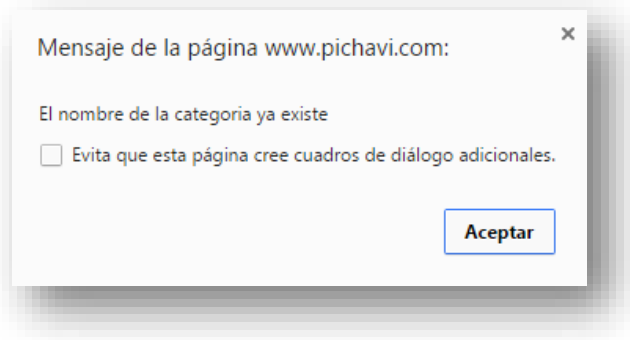 Mensaje de la página www.pichavi.com:
El nombre de la categoria ya existe
Evita que esta página cree cuadros de diálogo adicionales.
Aceptar